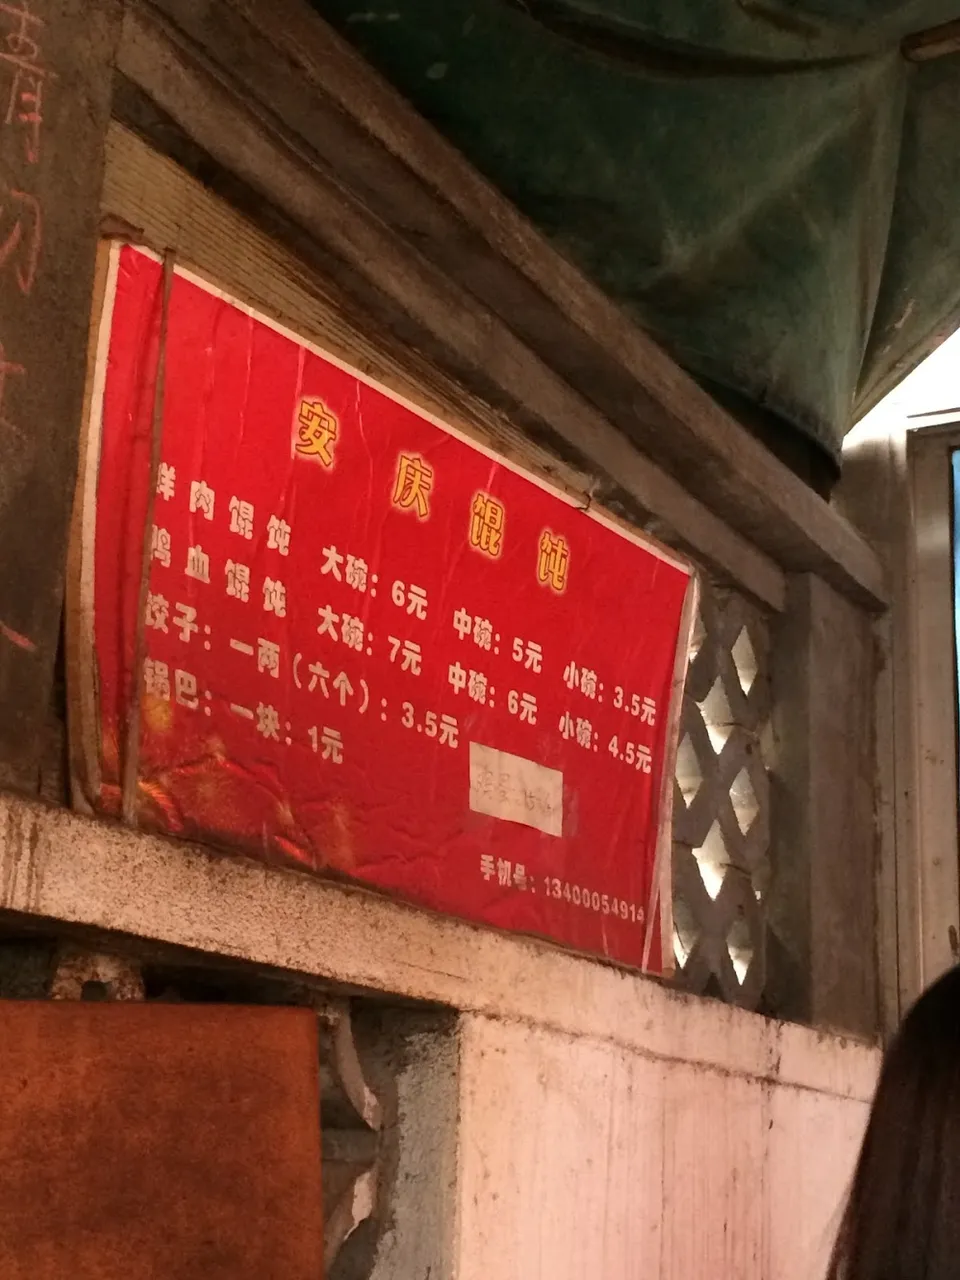 安庆馄饨
鲜肉馄饨 大碗：6元 中碗：5元 小碗：3.5元
鸡血馄饨 大碗：7元 中碗：6元 小碗：4.5元
饺子：一两（六个）：3.5元
锅巴：一块：1元
手机号：13400054914
请勿